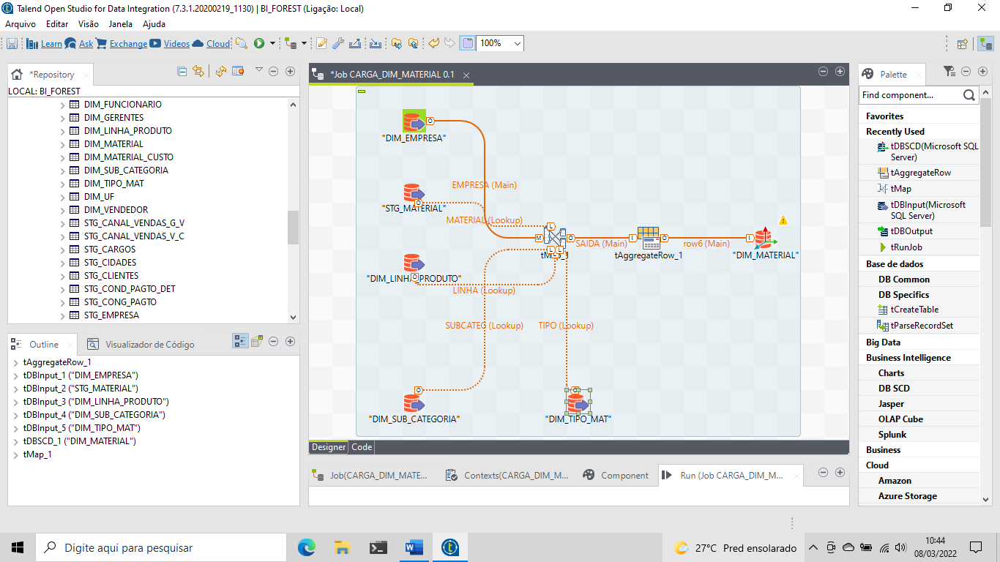 Talend Open Studio for Data Integration (7.3.1.20200219_1130) | BI_FOREST (Ligação: Local)
Arquivo Editar Visão Janela Ajuda
Learn Ask Exchange Videos Cloud 100%
*Repository
LOCAL: BI_FOREST
DIM_FUNCIONARIO
DIM_GERENTES
DIM_LINHA_PRODUTO
DIM_MATERIAL
DIM_MATERIAL_CUSTO
DIM_SUB_CATEGORIA
DIM_TIPO_MAT
DIM_UF
DIM_VENDEDOR
STG_CANAL_VENDAS_G_V
STG_CANAL_VENDAS_V_C
STG_CARGOS
STG_CIDADES
STG_CLIENTES
STG_COND_PAGTO_DET
STG_CONG_PAGTO
STG_EMPRESA
Outline Visualizador de Código
tAggregateRow_1
tDBInput_1 ("DIM_EMPRESA")
tDBInput_2 ("STG_MATERIAL")
tDBInput_3 ("DIM_LINHA_PRODUTO")
tDBInput_4 ("DIM_SUB_CATEGORIA")
tDBInput_5 ("DIM_TIPO_MAT")
tDBSCD_1 ("DIM_MATERIAL")
tMap_1
*Job CARGA_DIM_MATERIAL 0.1
"DIM_EMPRESA"
EMPRESA (Main)
"STG_MATERIAL"
MATERIAL (Lookup)
SAIDA (Main)
row6 (Main)
tAggregateRow_1
"DIM_MATERIAL"
LINHA (Lookup)
SUBCATEG (Lookup)
TIPO (Lookup)
"DIM_SUB_CATEGORIA"
"DIM_TIPO_MAT"
Designer Code
Job(CARGA_DIM_MATE... Contexts(CARGA_DIM_M... Component Run (Job CARGA_DIM_M...
Palette
Find component...
Favorites
Recently Used
tDBSCD(Microsoft SQL
Server)
tAggregateRow
tMap
tDBInput(Microsoft
SQL Server)
tDBOutput
tRunJob
Base de dados
DB Common
DB Specifics
tCreateTable
tParseRecordSet
Big Data
Business Intelligence
Charts
DB SCD
Jasper
OLAP Cube
Splunk
Business
Cloud
Amazon
Azure Storage
Digite aqui para pesquisar
27°C Pred ensolarado
10:44
08/03/2022